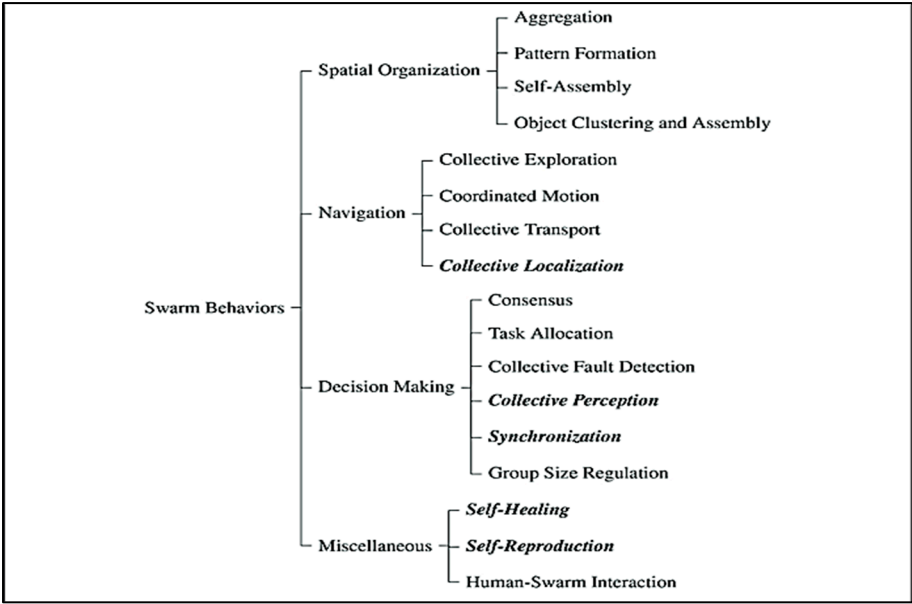 Swarm Behaviors
Spatial Organization
Aggregation
Pattern Formation
Self-Assembly
Object Clustering and Assembly
Navigation
Collective Exploration
Coordinated Motion
Collective Transport
Collective Localization
Decision Making
Consensus
Task Allocation
Collective Fault Detection
Collective Perception
Synchronization
Group Size Regulation
Miscellaneous
Self-Healing
Self-Reproduction
Human-Swarm Interaction